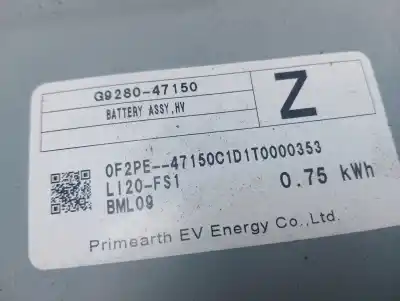 G9280-47150
BATTERY ASSY,HV
Z
0F2PE--47150C1D1T0000353
LI20-FS1
0.75 kWh
BML09
Primearth EV Energy Co.,Ltd.